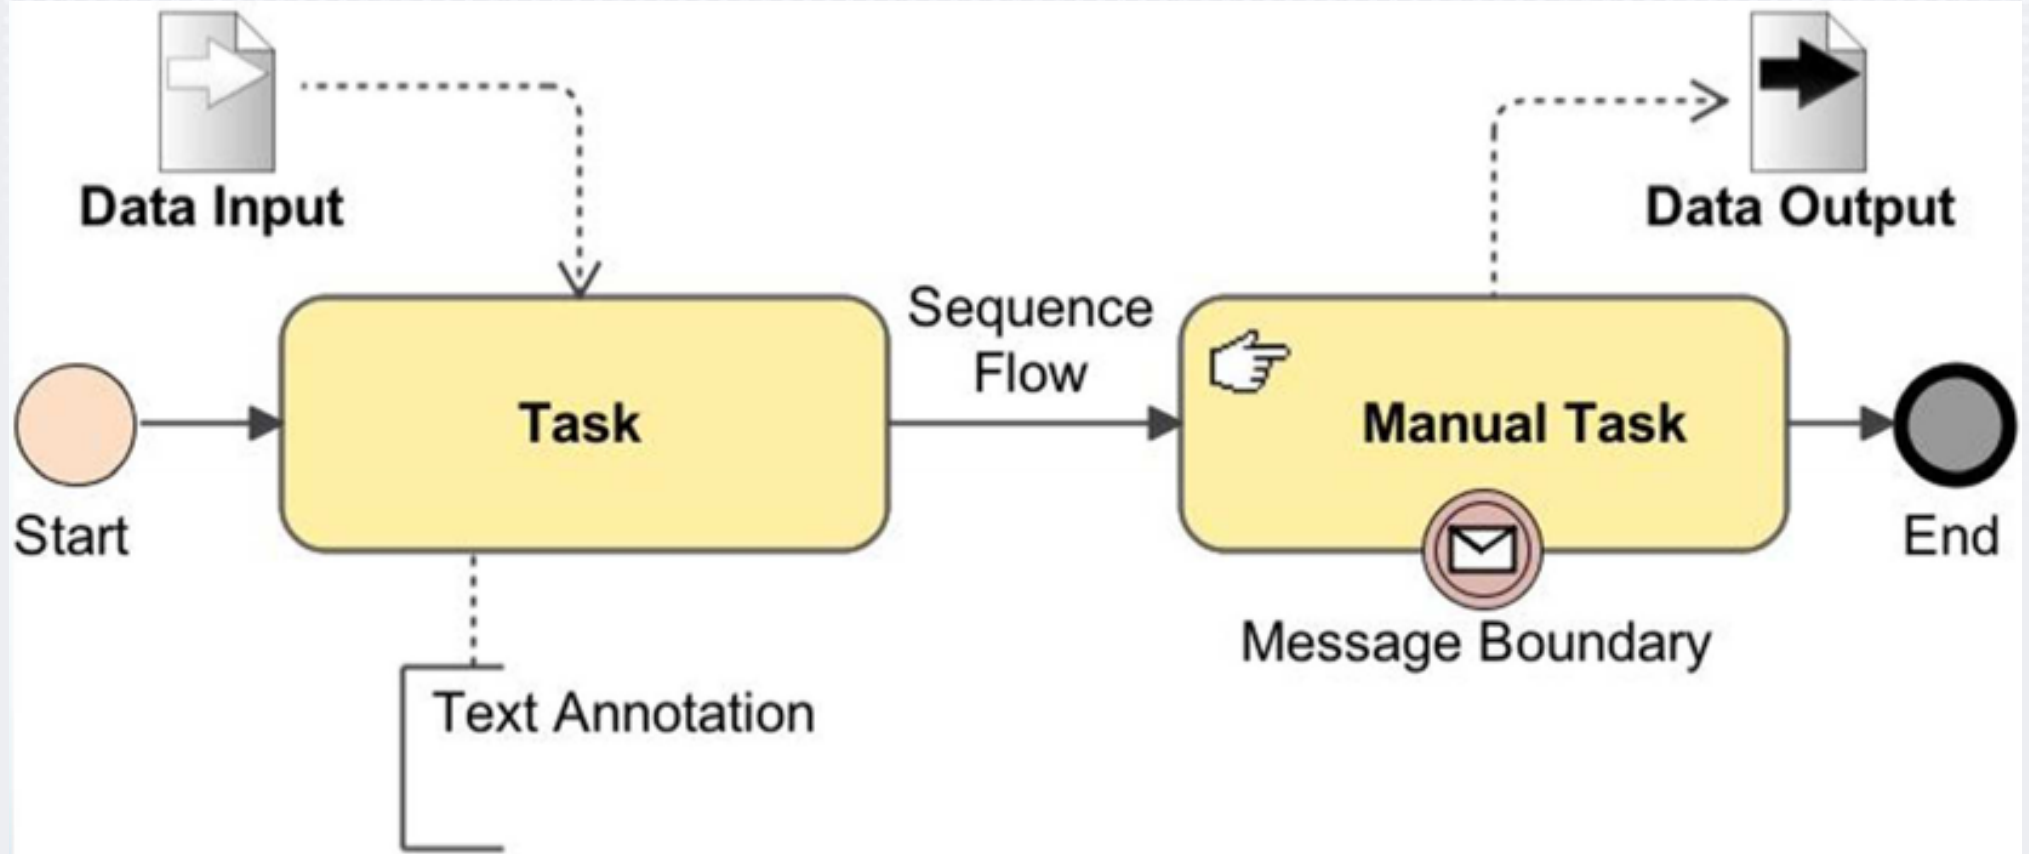 Data Input
Data Output
Sequence
Flow
Task
Manual Task
Start
End
Message Boundary
Text Annotation